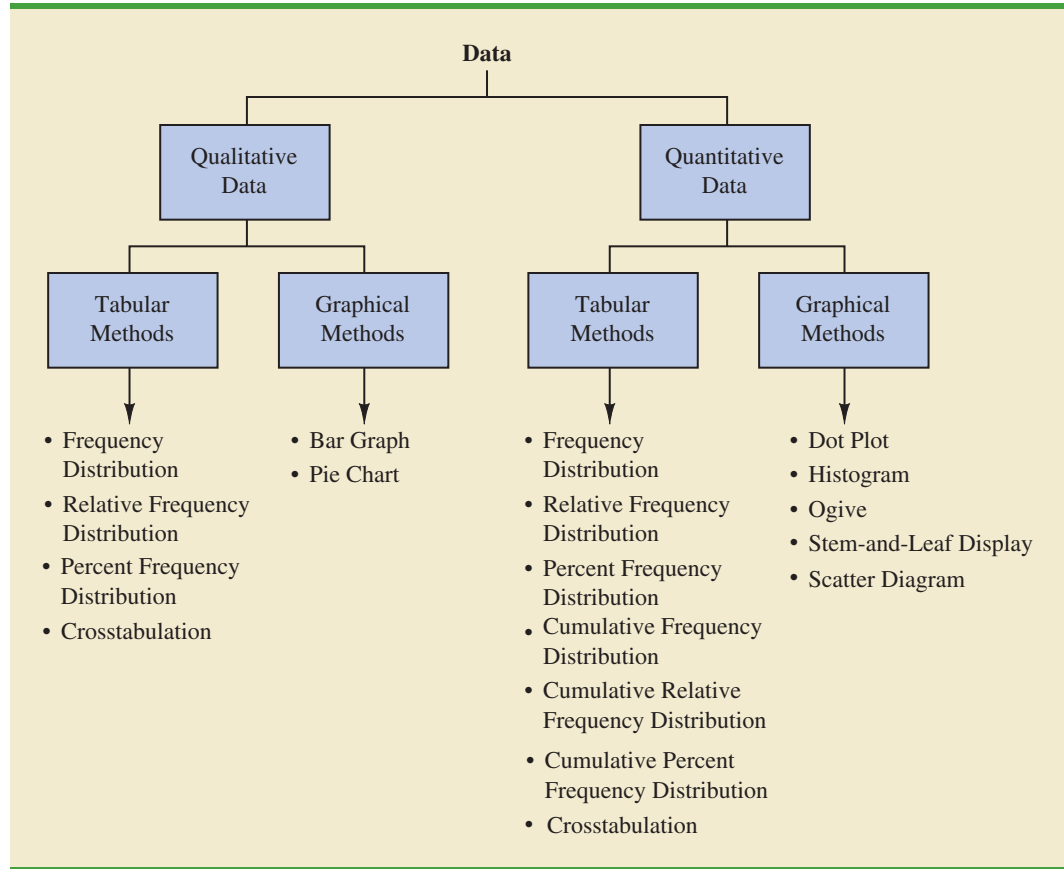 Data
Qualitative
Data
Quantitative
Data
Tabular
Methods
Graphical
Methods
Tabular
Methods
Graphical
Methods
• Frequency
Distribution
• Relative Frequency
Distribution
• Percent Frequency
Distribution
• Crosstabulation
• Bar Graph
• Pie Chart
• Frequency
Distribution
• Relative Frequency
Distribution
• Percent Frequency
Distribution
• Cumulative Frequency
Distribution
• Cumulative Relative
Frequency Distribution
• Cumulative Percent
Frequency Distribution
• Crosstabulation
• Dot Plot
• Histogram
• Ogive
• Stem-and-Leaf Display
• Scatter Diagram